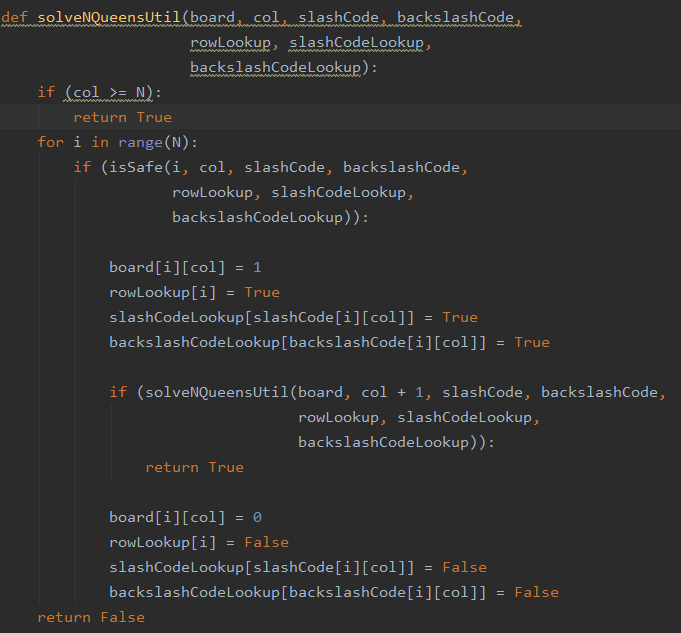 def solveNQueensUtil(board, col, slashCode, backslashCode,
                     rowLookup, slashCodeLookup,
                     backslashCodeLookup):
    if (col >= N):
        return True
    for i in range(N):
        if (isSafe(i, col, slashCode, backslashCode,
                   rowLookup, slashCodeLookup,
                   backslashCodeLookup)):

            board[i][col] = 1
            rowLookup[i] = True
            slashCodeLookup[slashCode[i][col]] = True
            backslashCodeLookup[backslashCode[i][col]] = True

            if (solveNQueensUtil(board, col + 1, slashCode, backslashCode,
                                 rowLookup, slashCodeLookup,
                                 backslashCodeLookup)):
                return True

            board[i][col] = 0
            rowLookup[i] = False
            slashCodeLookup[slashCode[i][col]] = False
            backslashCodeLookup[backslashCode[i][col]] = False
    return False